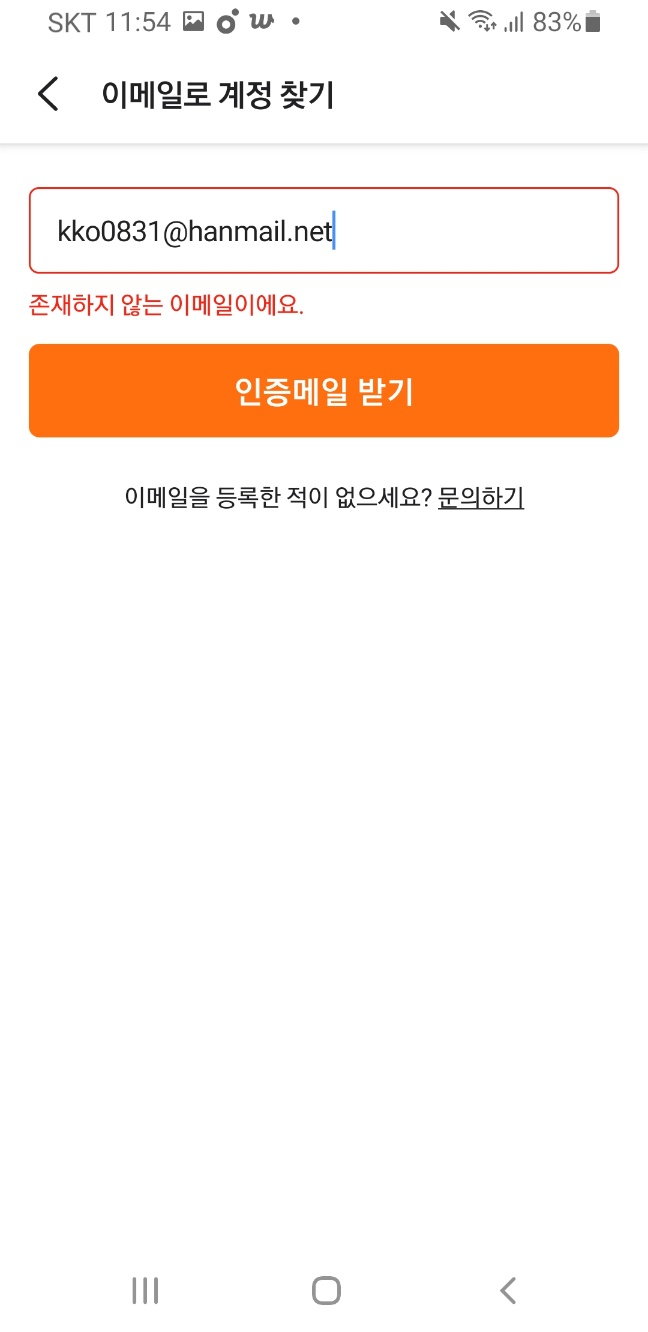 SKT 11:54 83%
이메일로 계정 찾기
kko0831@hanmail.net
존재하지 않는 이메일이에요.
인증메일 받기
이메일을 등록한 적이 없으세요? 문의하기